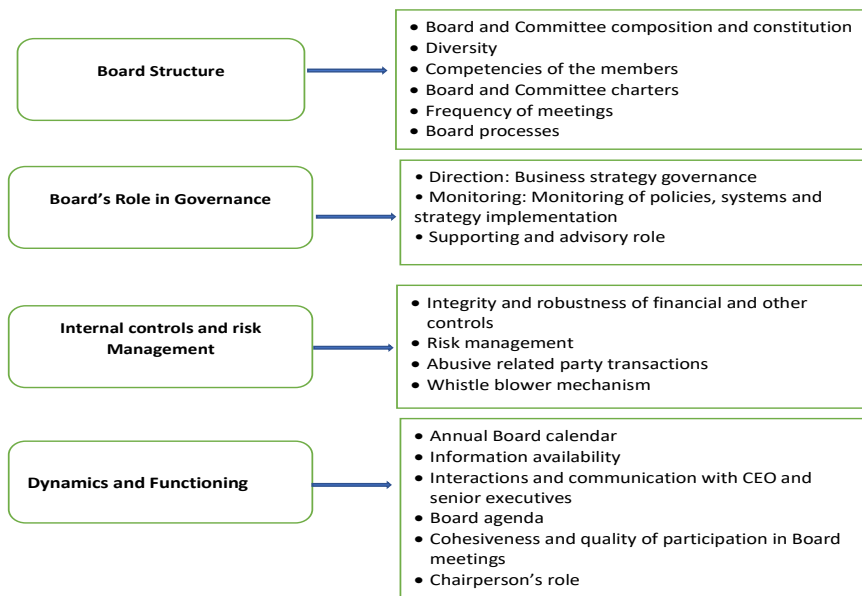 Board Structure
• Board and Committee composition and constitution
• Diversity
• Competencies of the members
• Board and Committee charters
• Frequency of meetings
• Board processes
Board’s Role in Governance
• Direction: Business strategy governance
• Monitoring: Monitoring of policies, systems and
strategy implementation
• Supporting and advisory role
Internal controls and risk
Management
• Integrity and robustness of financial and other
controls
• Risk management
• Abusive related party transactions
• Whistle blower mechanism
Dynamics and Functioning
• Annual Board calendar
• Information availability
• Interactions and communication with CEO and
senior executives
• Board agenda
• Cohesiveness and quality of participation in Board
meetings
• Chairperson’s role